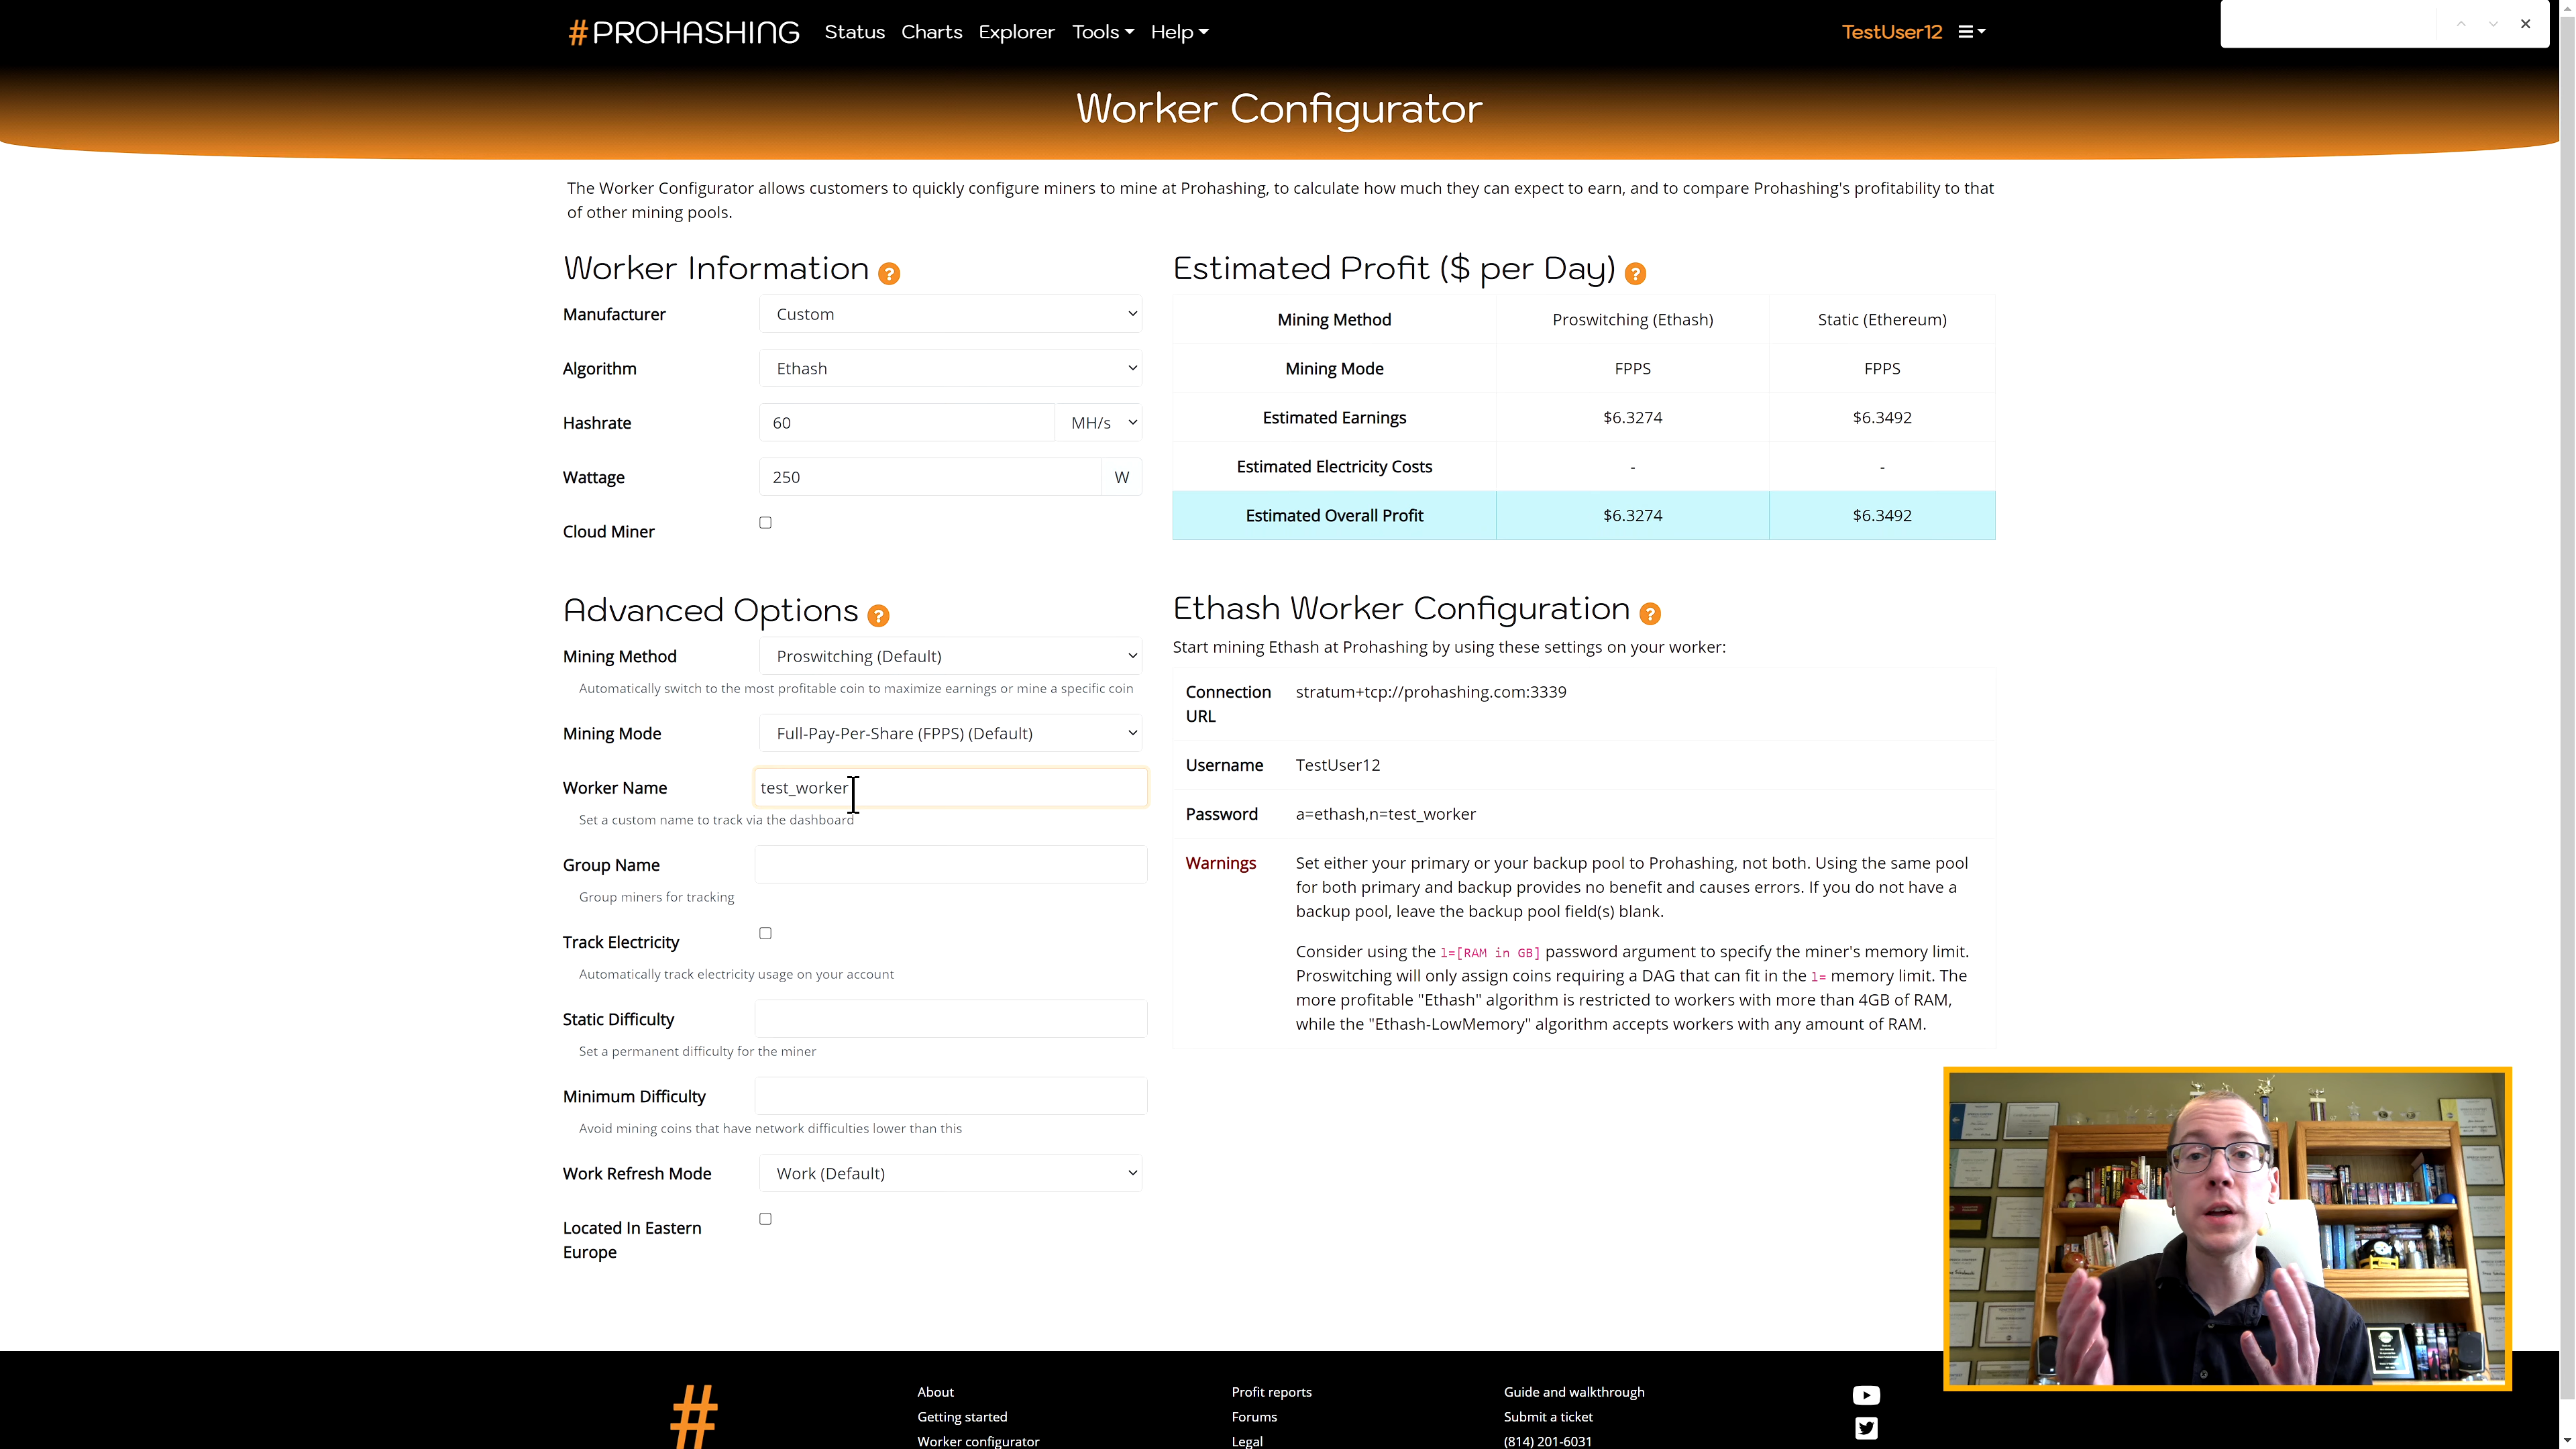 #PROHASHING Status Charts Explorer Tools Help TestUser12
Worker Configurator
The Worker Configurator allows customers to quickly configure miners to mine at Prohashing, to calculate how much they can expect to earn, and to compare Prohashing's profitability to that
of other mining pools.
Worker Information ?
Manufacturer Custom
Algorithm Ethash
Hashrate 60 MH/s
Wattage 250 W
Cloud Miner
Estimated Profit ($ per Day) ?
Mining Method Proswitching (Ethash) Static (Ethereum)
Mining Mode FPPS FPPS
Estimated Earnings $6.3274 $6.3492
Estimated Electricity Costs - -
Estimated Overall Profit $6.3274 $6.3492
Advanced Options ?
Mining Method Proswitching (Default)
Automatically switch to the most profitable coin to maximize earnings or mine a specific coin
Mining Mode Full-Pay-Per-Share (FPPS) (Default)
Worker Name test_worker
Set a custom name to track via the dashboard
Group Name
Group miners for tracking
Track Electricity
Automatically track electricity usage on your account
Static Difficulty
Set a permanent difficulty for the miner
Minimum Difficulty
Avoid mining coins that have network difficulties lower than this
Work Refresh Mode Work (Default)
Located In Eastern
Europe
Ethash Worker Configuration ?
Start mining Ethash at Prohashing by using these settings on your worker:
Connection stratum+tcp://prohashing.com:3339
URL
Username TestUser12
Password a=ethash,n=test_worker
Warnings Set either your primary or your backup pool to Prohashing, not both. Using the same pool
for both primary and backup provides no benefit and causes errors. If you do not have a
backup pool, leave the backup pool field(s) blank.
Consider using the l=[RAM in GB] password argument to specify the miner's memory limit.
Proswitching will only assign coins requiring a DAG that can fit in the l= memory limit. The
more profitable "Ethash" algorithm is restricted to workers with more than 4GB of RAM,
while the "Ethash-LowMemory" algorithm accepts workers with any amount of RAM.
#
About
Getting started
Worker configurator
Profit reports
Forums
Legal
Guide and walkthrough
Submit a ticket
(814) 201-6031